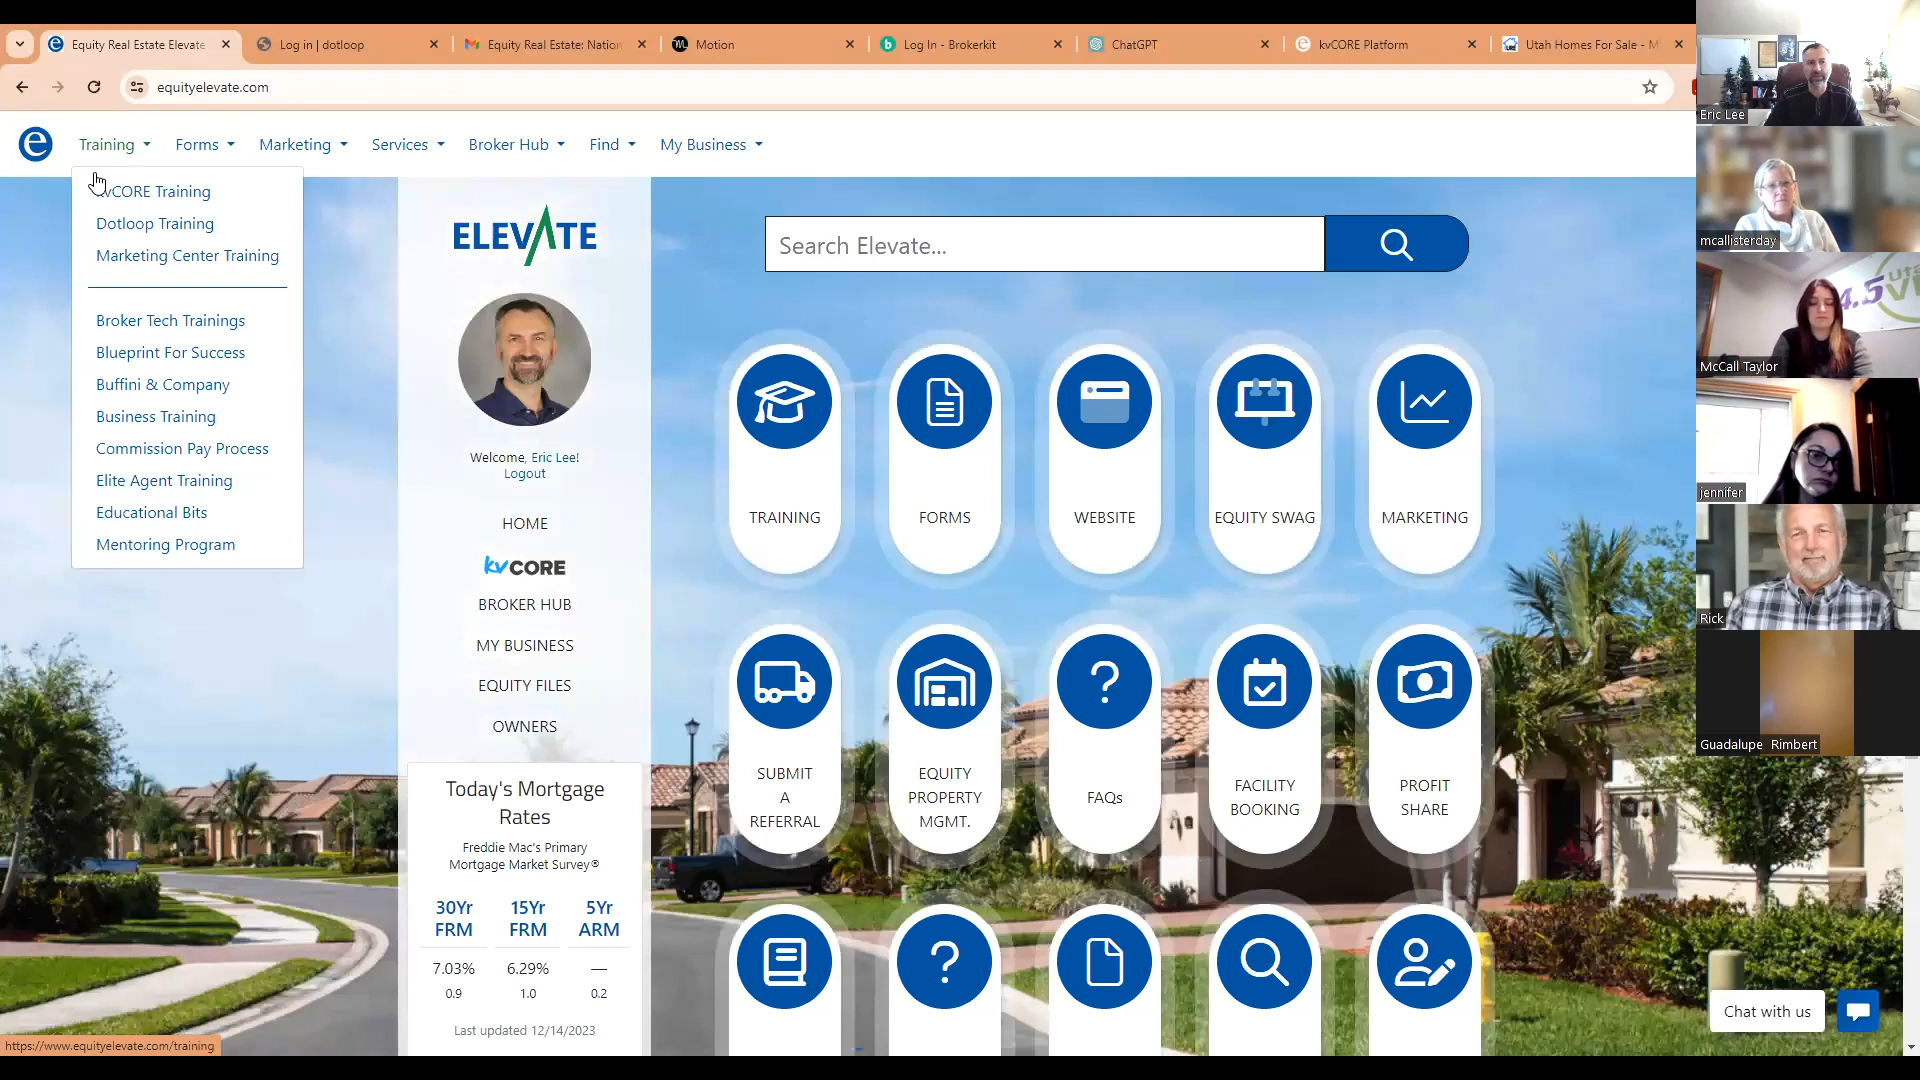 Equity Real Estate Elevate
Log in | dotloop
Equity Real Estate: Nation
Motion
Log In - Brokerkit
ChatGPT
kvCORE Platform
Utah Homes For Sale - M
equityelevate.com
Training
Forms
Marketing
Services
Broker Hub
Find
My Business
kvCORE Training
Dotloop Training
Marketing Center Training
Broker Tech Trainings
Blueprint For Success
Buffini & Company
Business Training
Commission Pay Process
Elite Agent Training
Educational Bits
Mentoring Program
ELEVATE
Welcome, Eric Lee!
Logout
HOME
kvCORE
BROKER HUB
MY BUSINESS
EQUITY FILES
OWNERS
Today's Mortgage
Rates
Freddie Mac's Primary
Mortgage Market Survey®
30Yr FRM
15Yr FRM
5Yr ARM
7.03% 6.29% —
0.9 1.0 0.2
Last updated 12/14/2023
Search Elevate...
TRAINING
FORMS
WEBSITE
EQUITY SWAG
MARKETING
SUBMIT
A
REFERRAL
EQUITY
PROPERTY
MGMT.
FAQs
FACILITY
BOOKING
PROFIT
SHARE
Chat with us
https://www.equityelevate.com/training
Eric Lee
mcallisterday
4.5
McCall Taylor
jennifer
Rick
Guadalupe Rimbert